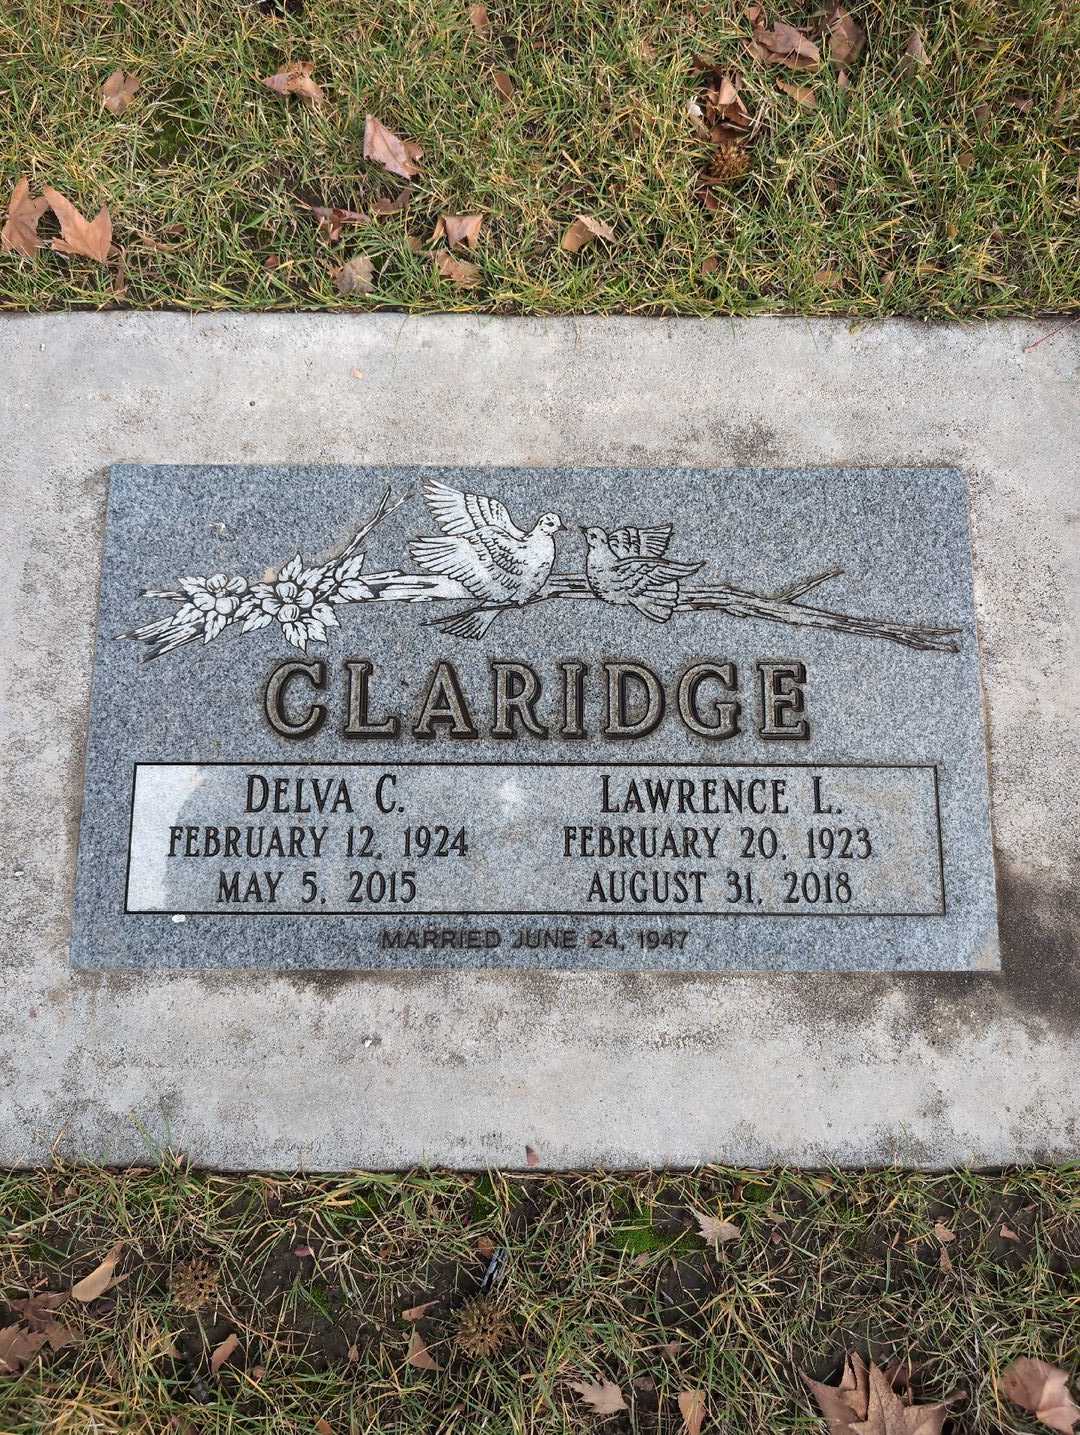 CLARIDGE
DELVA C.
FEBRUARY 12, 1924
MAY 5, 2015
LAWRENCE L.
FEBRUARY 20, 1923
AUGUST 31, 2018
MARRIED JUNE 24, 1947